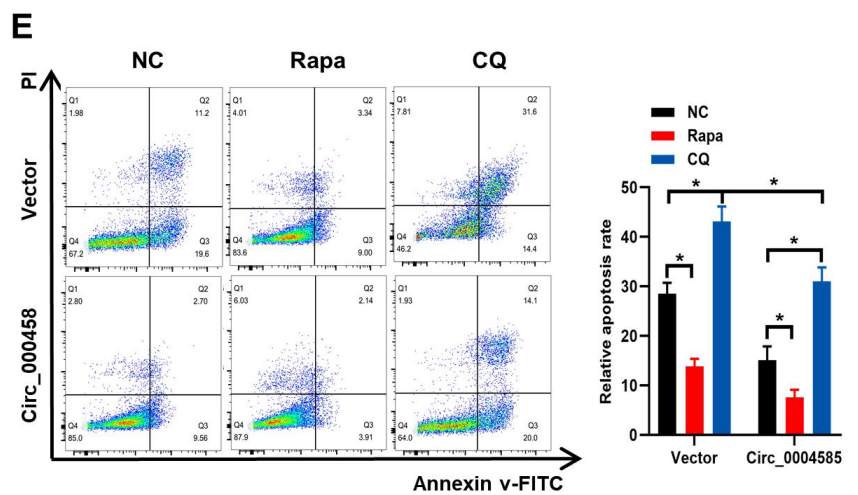 E
NC Rapa CQ
PI
Vector
Q1 1.98 Q2 11.2
Q4 67.2 Q3 19.6
Q1 4.01 Q2 3.34
Q4 83.6 Q3 9.00
Q1 7.81 Q2 31.6
Q4 46.2 Q3 14.4
Circ_000458
Q1 2.80 Q2 2.70
Q4 85.0 Q3 9.56
Q1 6.03 Q2 2.14
Q4 87.9 Q3 3.91
Q1 1.93 Q2 14.1
Q4 64.0 Q3 20.0
Annexin v-FITC
NC
Rapa
CQ
Relative apoptosis rate
50
40
30
20
10
0
* *
* *
*
Vector Circ_0004585